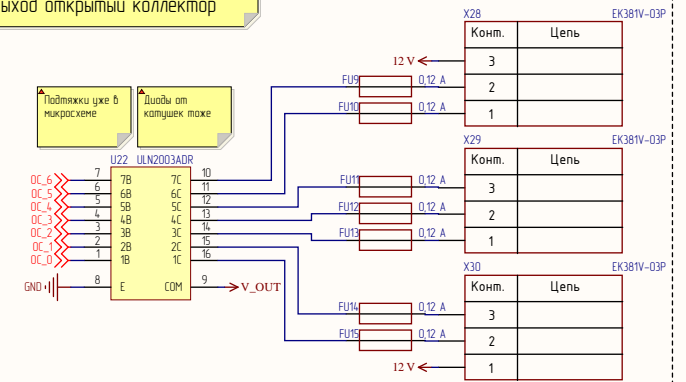 ыход открытый коллектор
X28
EK381V-03P
Конт.
Цепь
12 V
3
FU9
0,12 A
2
FU10
0,12 A
1
Подтяжки уже в
микросхеме
Диоды от
катушек тоже
X29
EK381V-03P
Конт.
Цепь
U22
ULN2003ADR
OC_6
7
7B
7C
10
OC_5
6
6B
6C
11
OC_4
5
5B
5C
12
OC_3
4
4B
4C
13
OC_2
3
3B
3C
14
OC_1
2
2B
2C
15
OC_0
1
1B
1C
16
GND
8
E
COM
9
V_OUT
FU11
0,12 A
3
FU12
0,12 A
2
FU13
0,12 A
1
X30
EK381V-03P
Конт.
Цепь
FU14
0,12 A
3
FU15
0,12 A
2
12 V
1